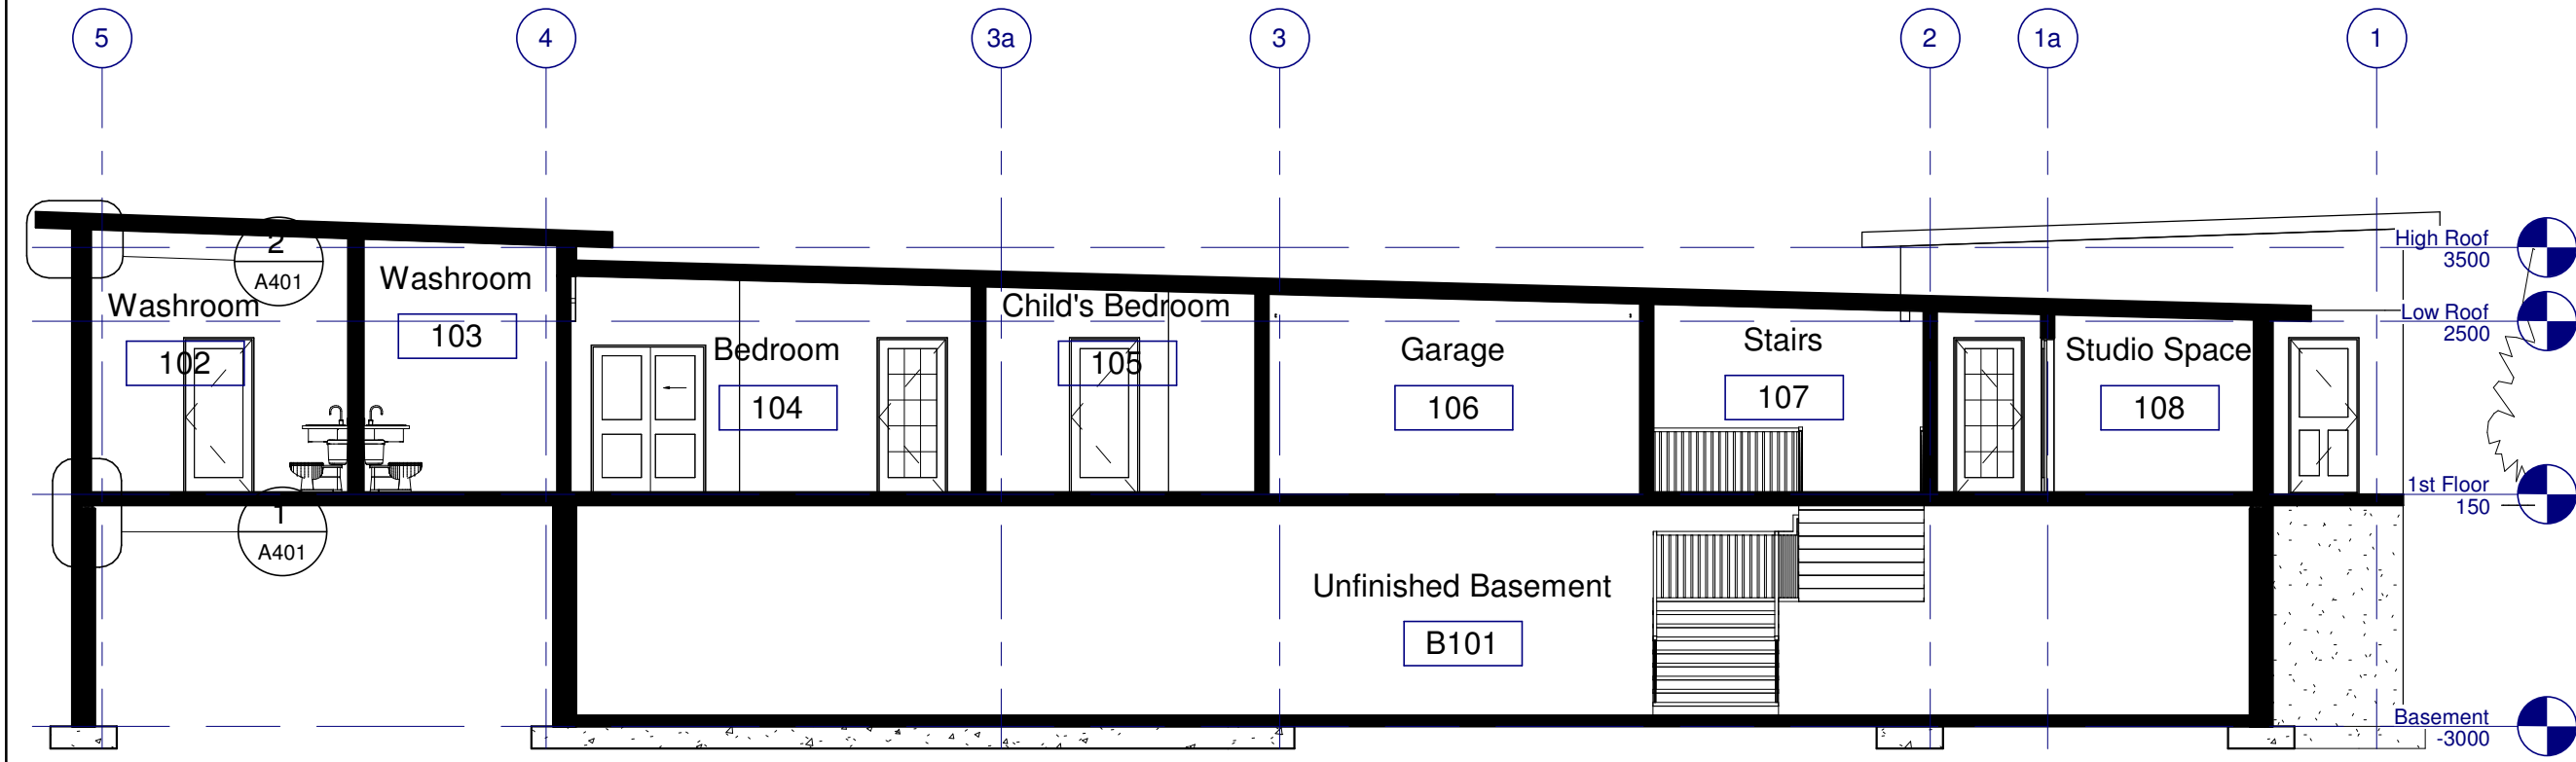 5
4
3a
3
2
1a
1
High Roof
3500
Low Roof
2500
1st Floor
150
Basement
-3000
2
A401
1
A401
Washroom
102
Washroom
103
Bedroom
104
Child's Bedroom
105
Garage
106
Stairs
107
Studio Space
108
Unfinished Basement
B101